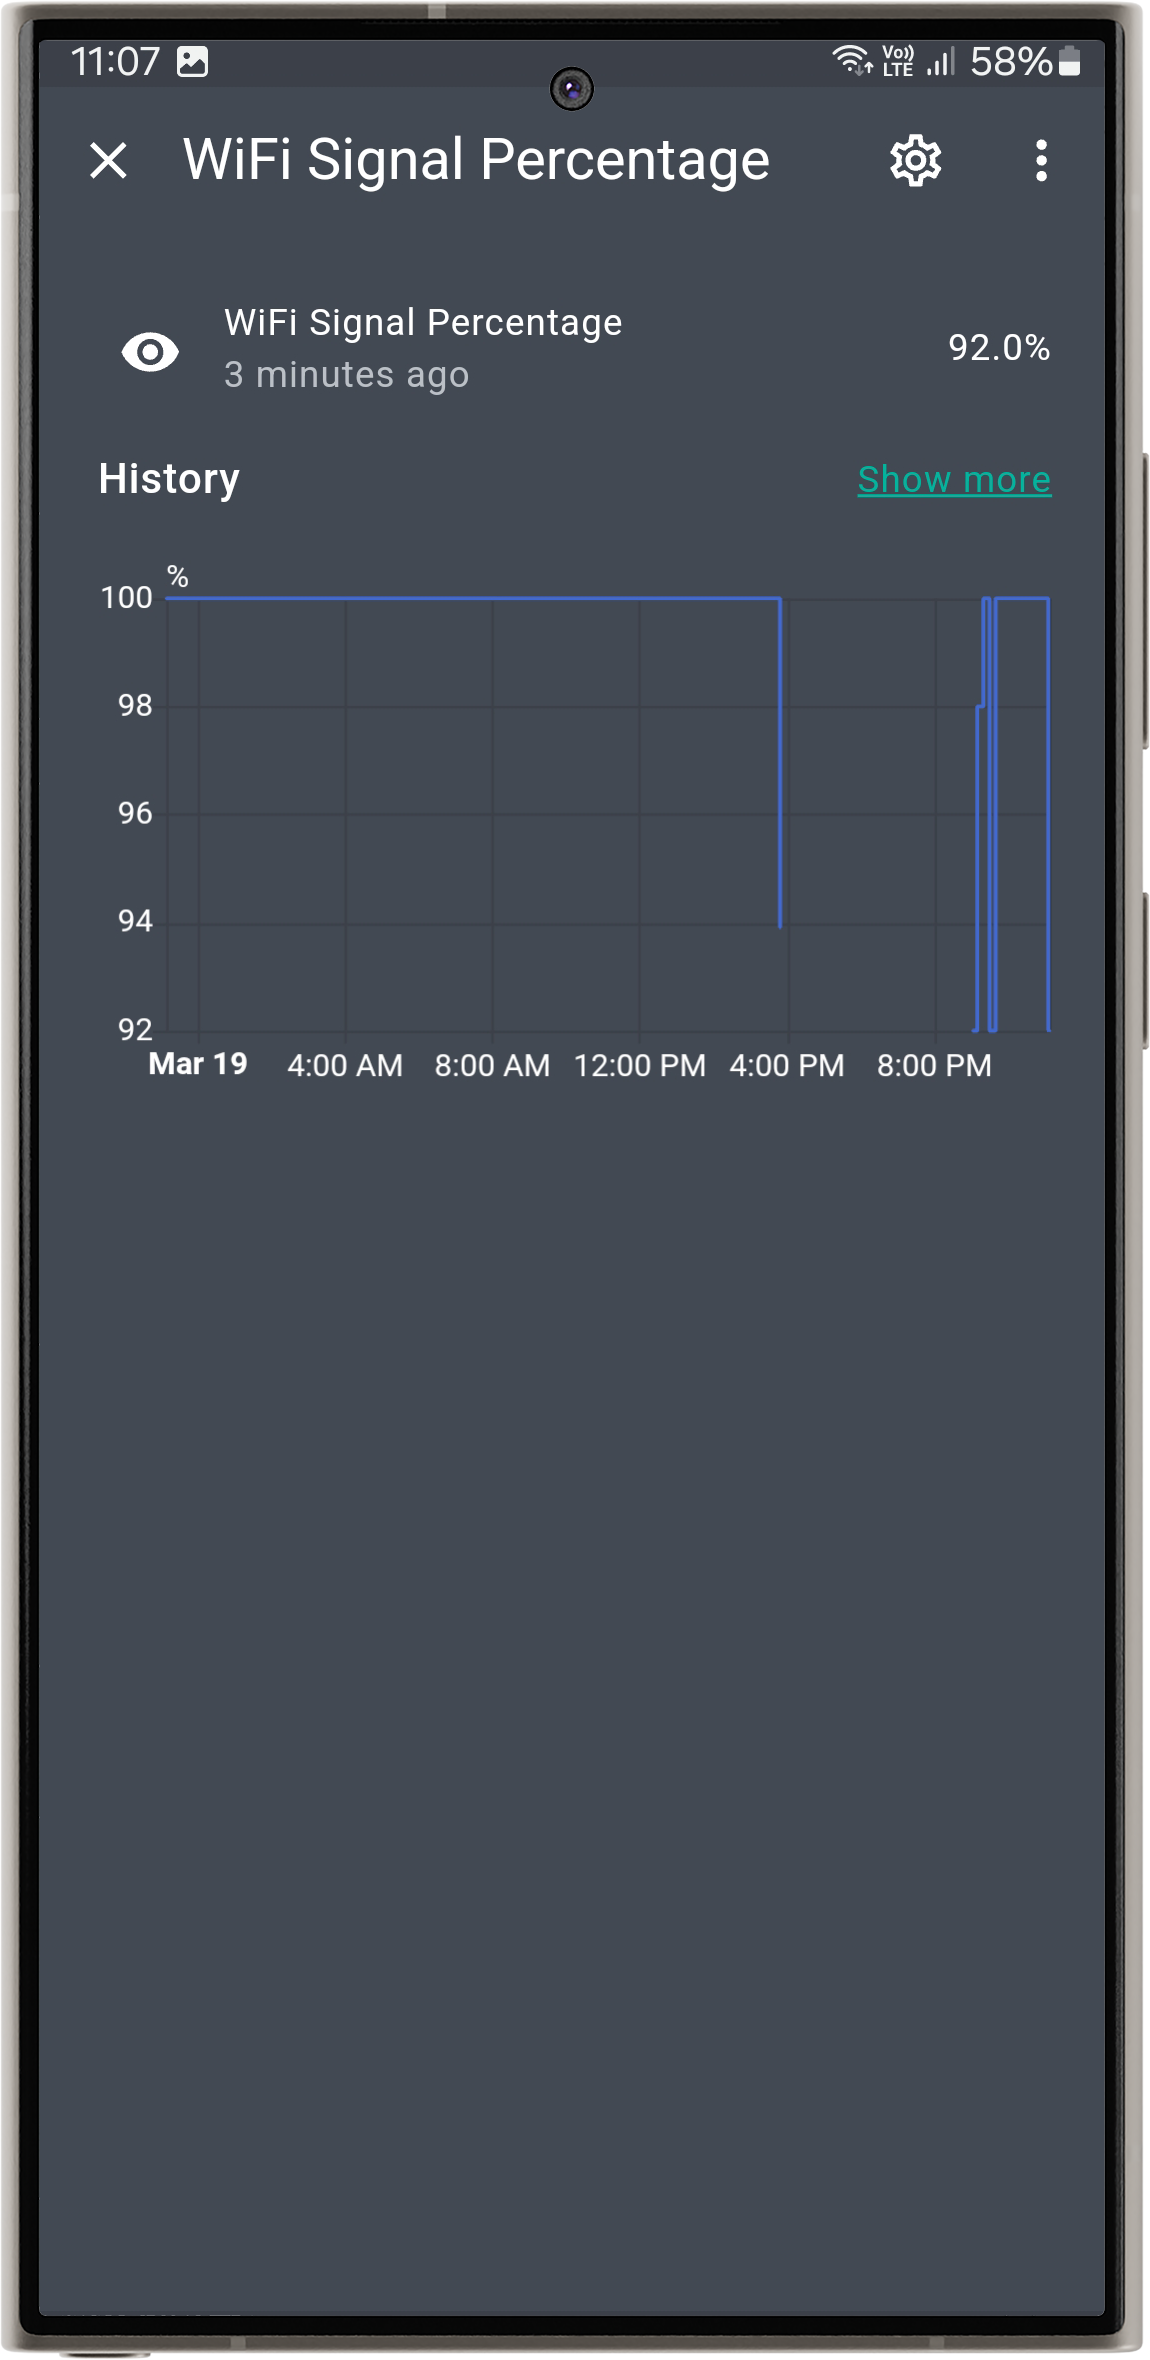 11:07 Vo)) LTE 58%
WiFi Signal Percentage
WiFi Signal Percentage
3 minutes ago
92.0%
History Show more
%
100
98
96
94
92
Mar 19 4:00 AM 8:00 AM 12:00 PM 4:00 PM 8:00 PM